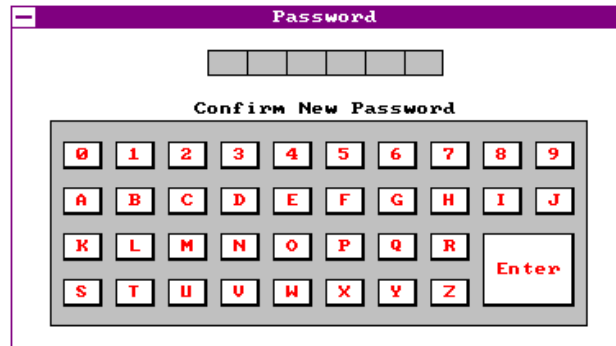 Password
Confirm New Password
0 1 2 3 4 5 6 7 8 9
A B C D E F G H I J
K L M N O P Q R
Enter
S T U V W X Y Z